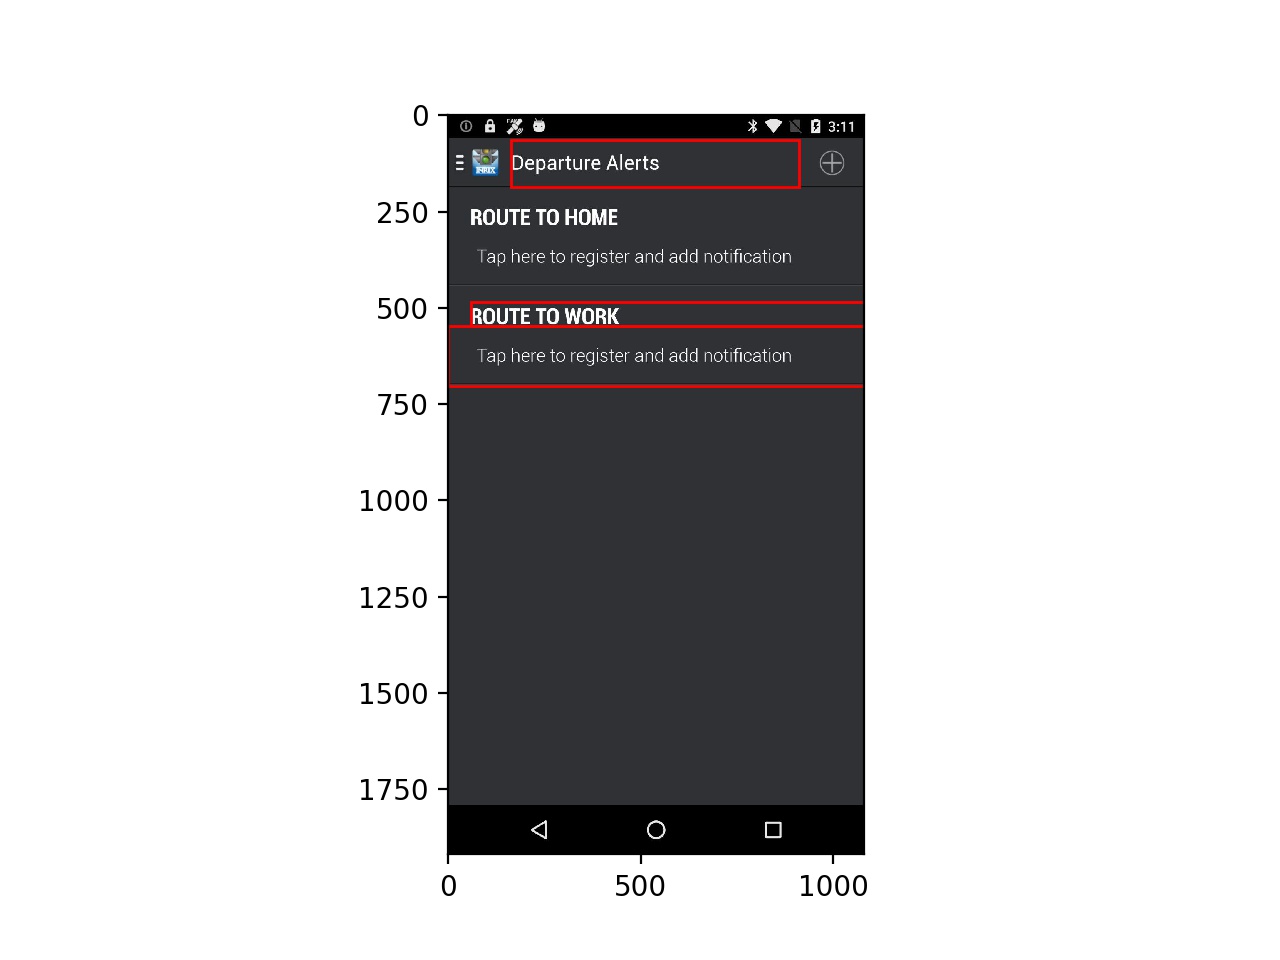 0
3:11
INRIX
Departure Alerts
250
ROUTE TO HOME
Tap here to register and add notification
500
ROUTE TO WORK
Tap here to register and add notification
750
1000
1250
1500
1750
0
500
1000